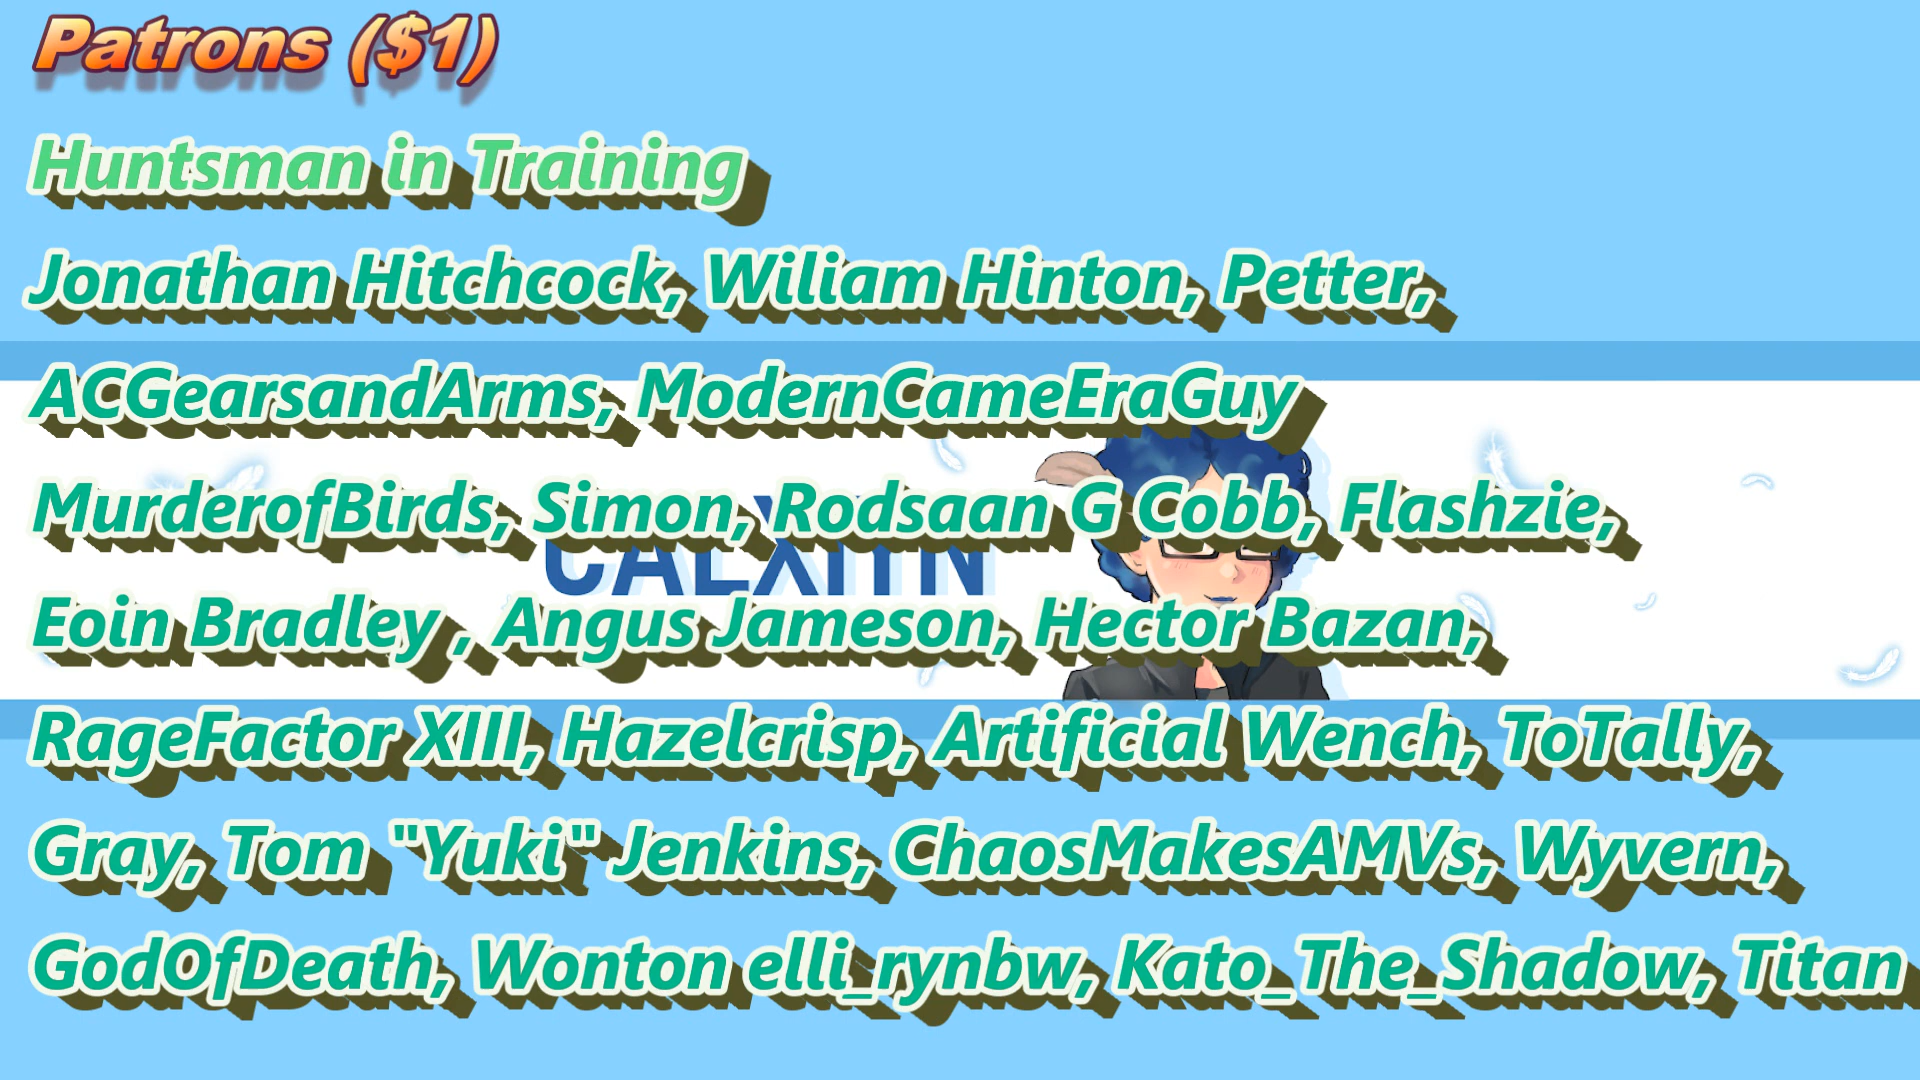 Patrons ($1)
Huntsman in Training
Jonathan Hitchcock, Wiliam Hinton, Petter,
ACGearsandArms, ModernCameEraGuy
MurderofBirds, Simon, Rodsaan G Cobb, Flashzie,
CALXIYN
Eoin Bradley , Angus Jameson, Hector Bazan,
RageFactor XIII, Hazelcrisp, Artificial Wench, ToTally,
Gray, Tom "Yuki" Jenkins, ChaosMakesAMVs, Wyvern,
GodOfDeath, Wonton elli_rynbw, Kato_The_Shadow, Titan